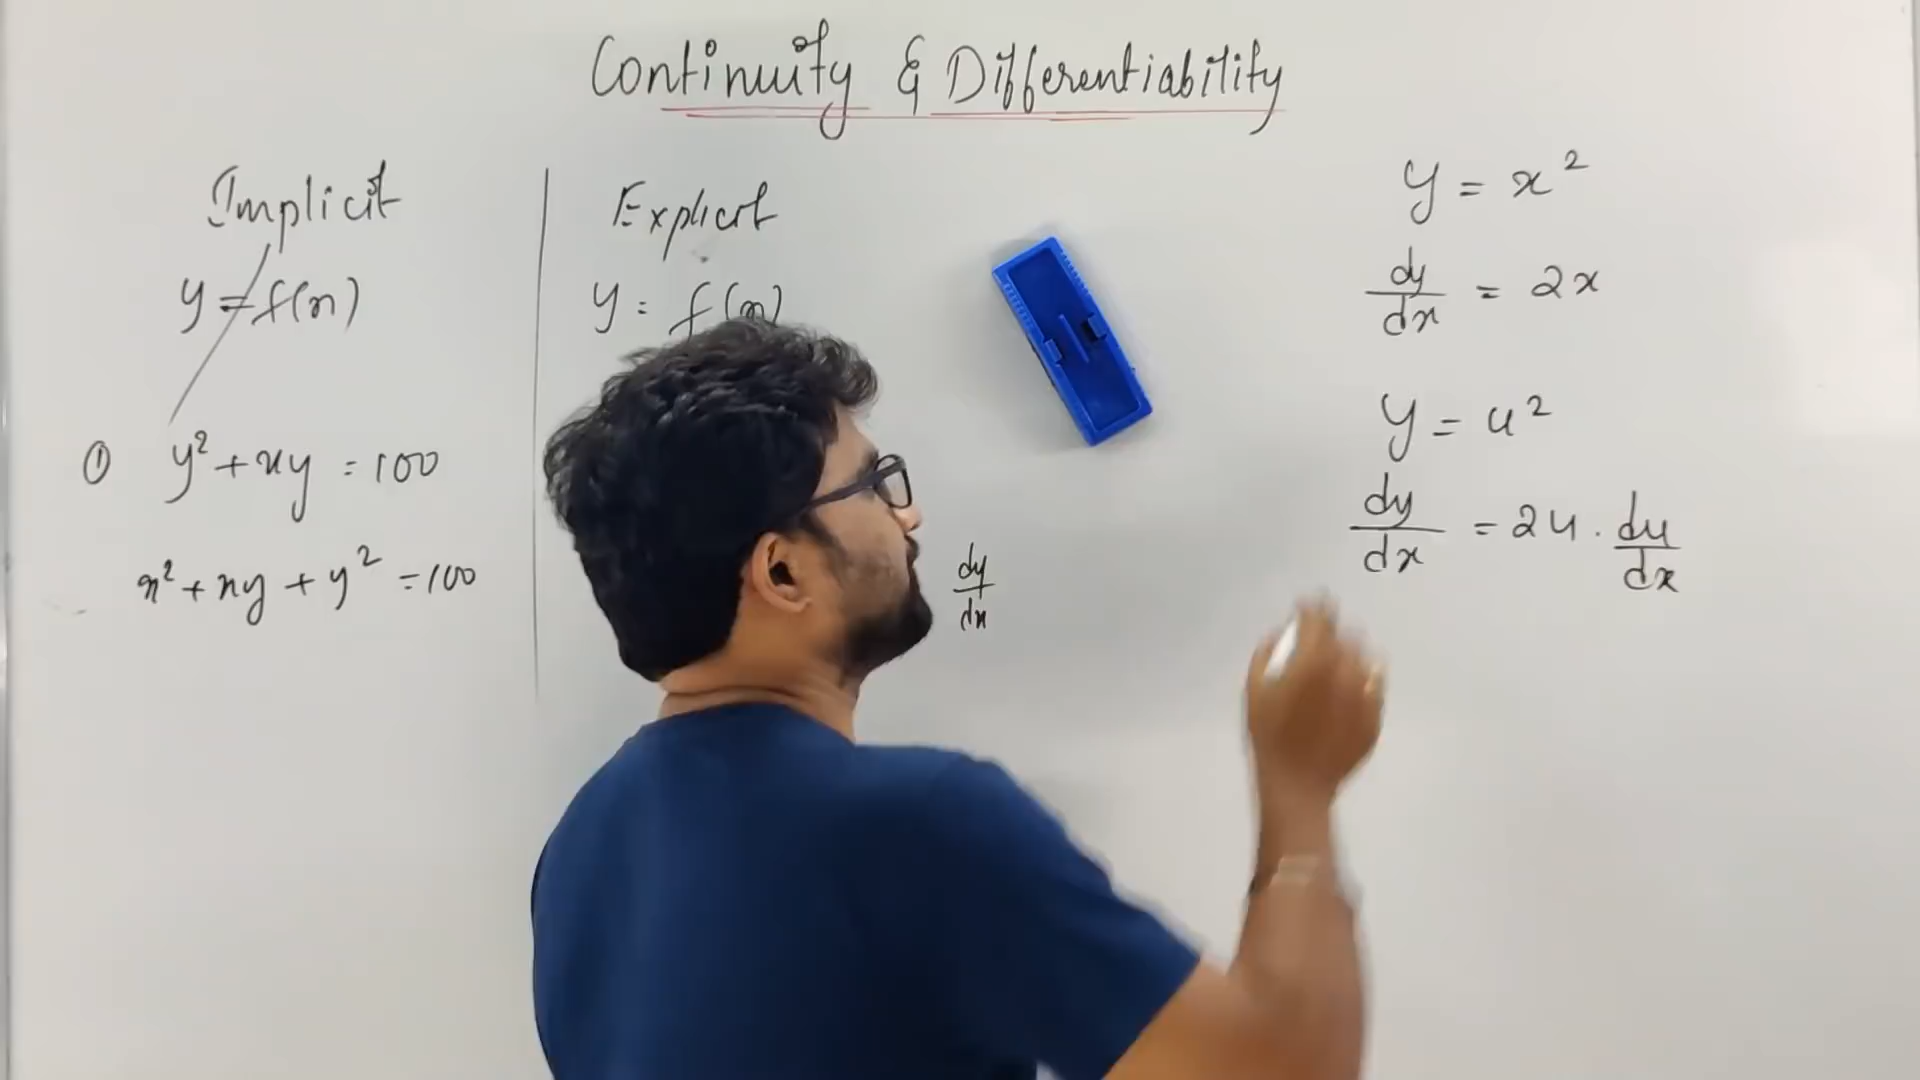 Continuity & Differentiability
Implicit
y ≠ f(x)
① y² + xy = 100
x² + xy + y² = 100
Explicit
y = f(x)
dy/dx
y = x²
dy/dx = 2x
y = u²
dy/dx = 2u . du/dx